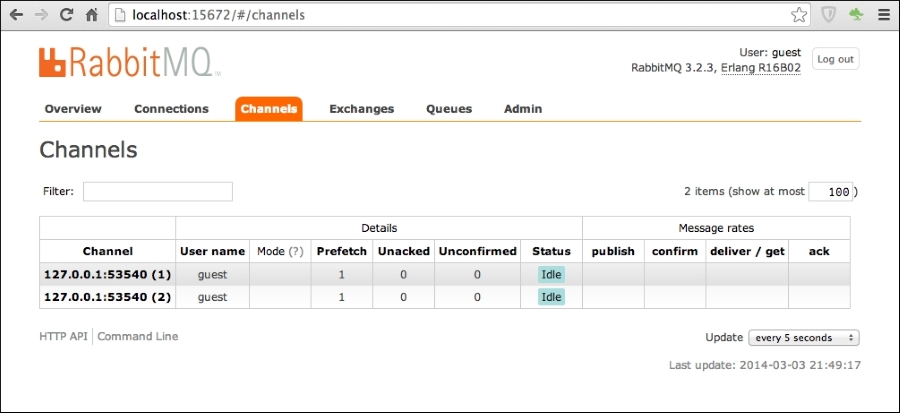 localhost:15672/#/channels
RabbitMQ™
User: guest
RabbitMQ 3.2.3, Erlang R16B02
Log out
Overview Connections Channels Exchanges Queues Admin
Channels
Filter:
2 items (show at most 100)
Details Message rates
Channel User name Mode (?) Prefetch Unacked Unconfirmed Status publish confirm deliver / get ack
127.0.0.1:53540 (1) guest 1 0 0 Idle
127.0.0.1:53540 (2) guest 1 0 0 Idle
HTTP API Command Line
Update every 5 seconds
Last update: 2014-03-03 21:49:17